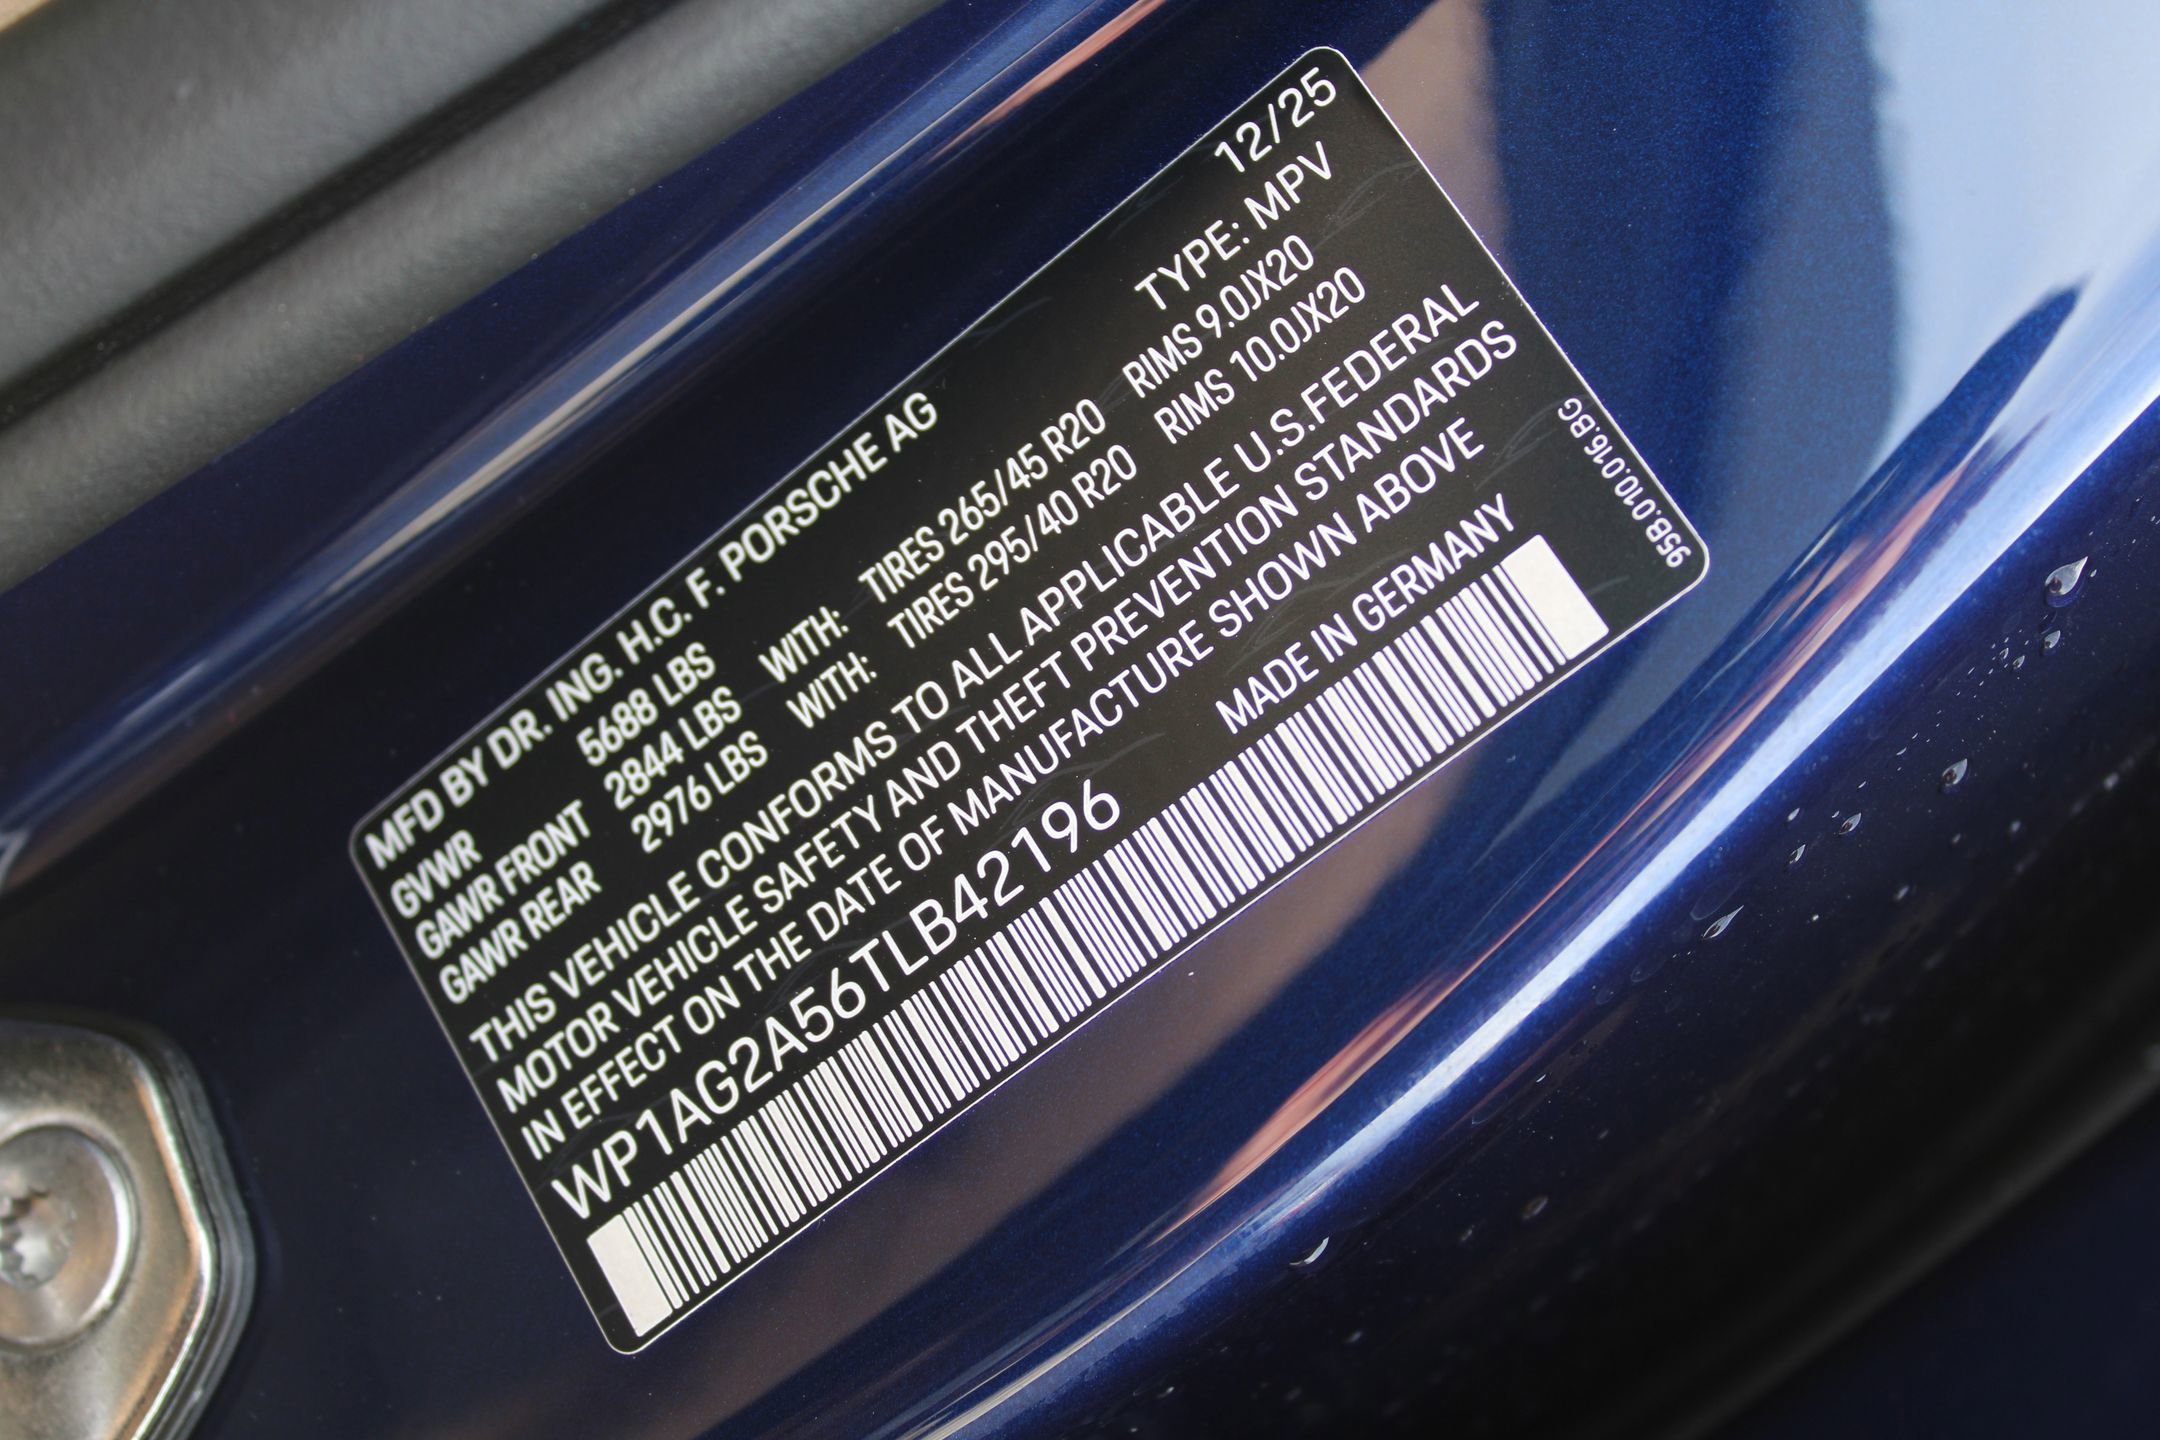 MFD BY DR. ING. H.C. F. PORSCHE AG 12/25
GVWR 5688 LBS TYPE: MPV
GAWR FRONT 2844 LBS WITH: TIRES 265/45 R20 RIMS 9.0JX20
GAWR REAR 2976 LBS WITH: TIRES 295/40 R20 RIMS 10.0JX20
THIS VEHICLE CONFORMS TO ALL APPLICABLE U.S.FEDERAL
MOTOR VEHICLE SAFETY AND THEFT PREVENTION STANDARDS
IN EFFECT ON THE DATE OF MANUFACTURE SHOWN ABOVE
WP1AG2A56TLB42196 MADE IN GERMANY
95B.010.016.BG